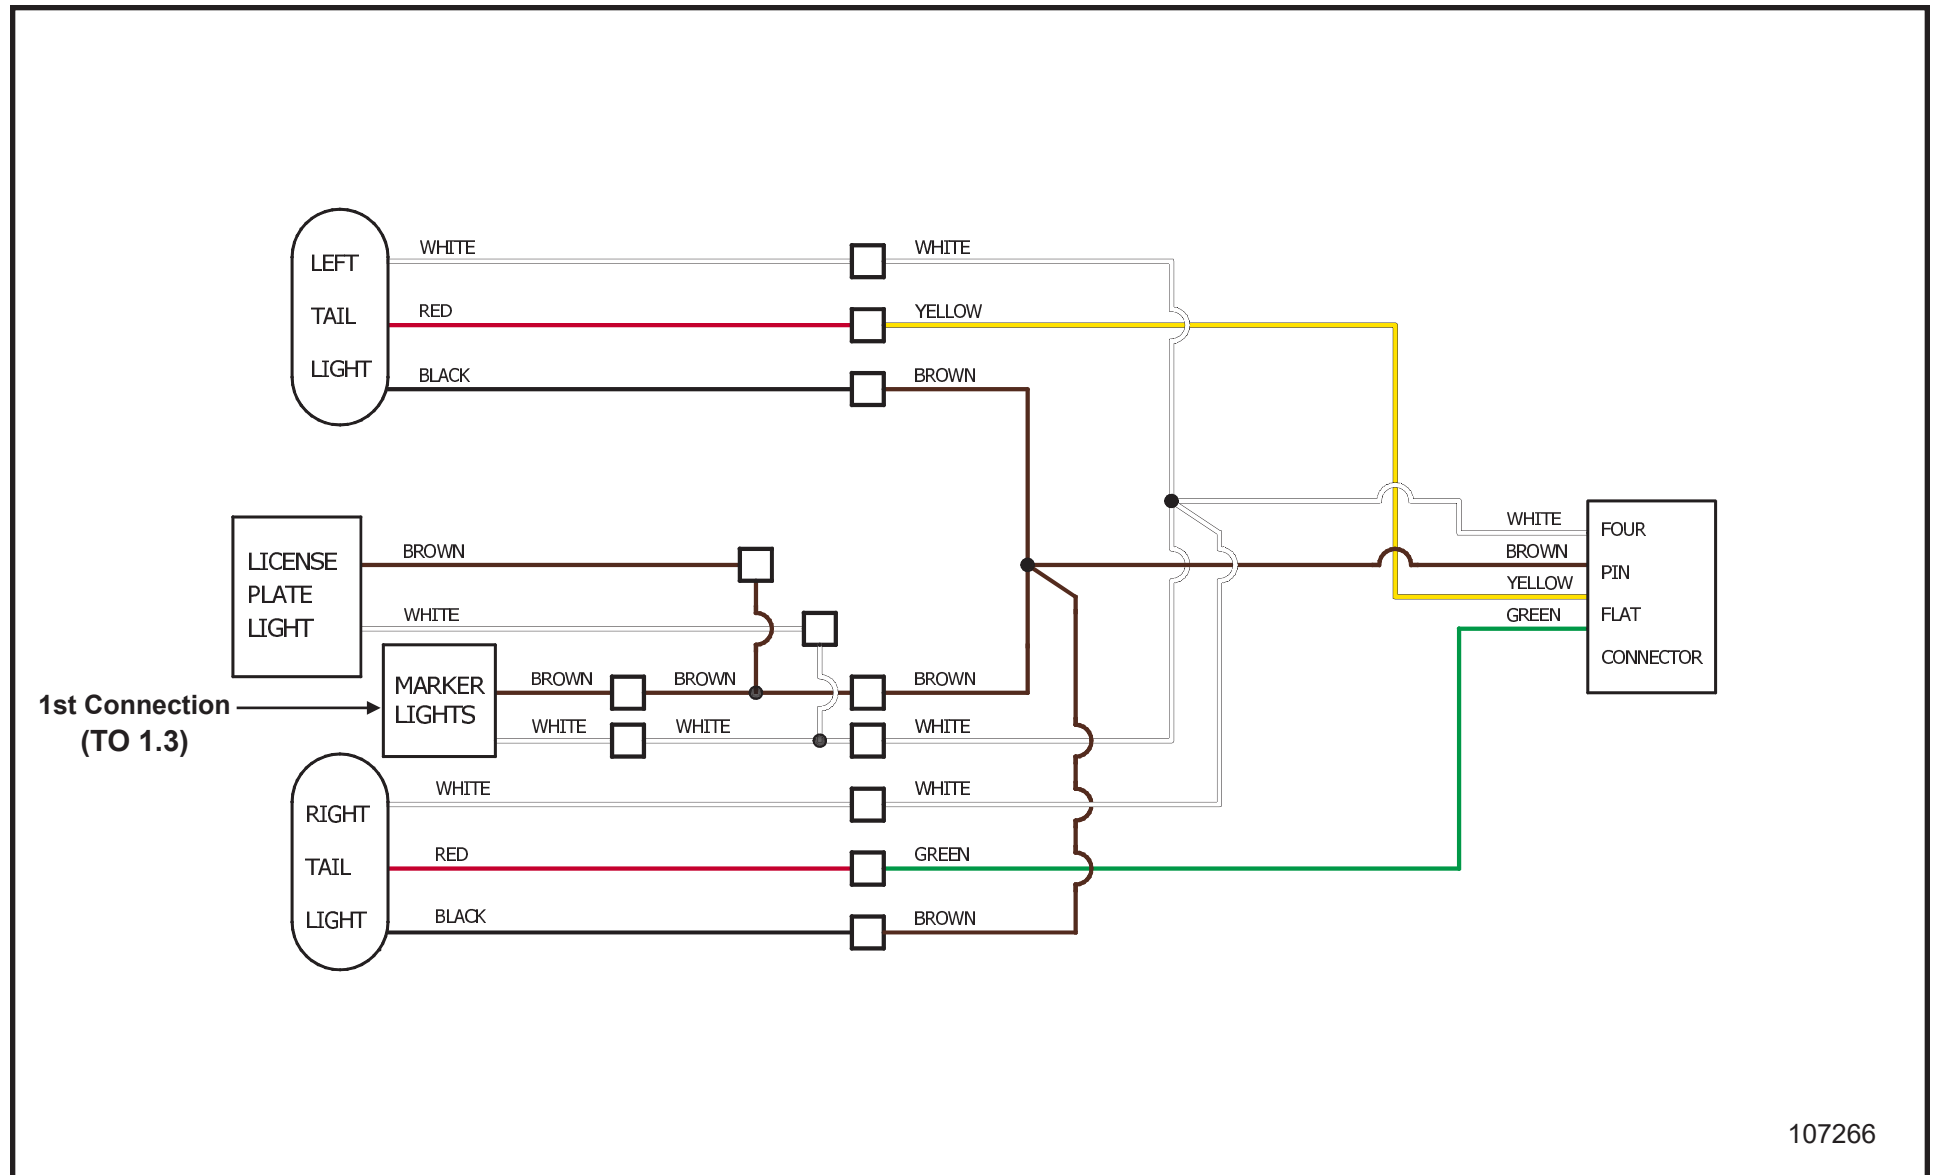 LEFT
TAIL
LIGHT
WHITE
WHITE
RED
YELLOW
BLACK
BROWN
LICENSE
PLATE
LIGHT
BROWN
WHITE
MARKER
LIGHTS
BROWN
BROWN
BROWN
WHITE
WHITE
WHITE
1st Connection
(TO 1.3)
RIGHT
TAIL
LIGHT
WHITE
WHITE
RED
GREEN
BLACK
BROWN
WHITE
BROWN
YELLOW
GREEN
FOUR
PIN
FLAT
CONNECTOR
107266